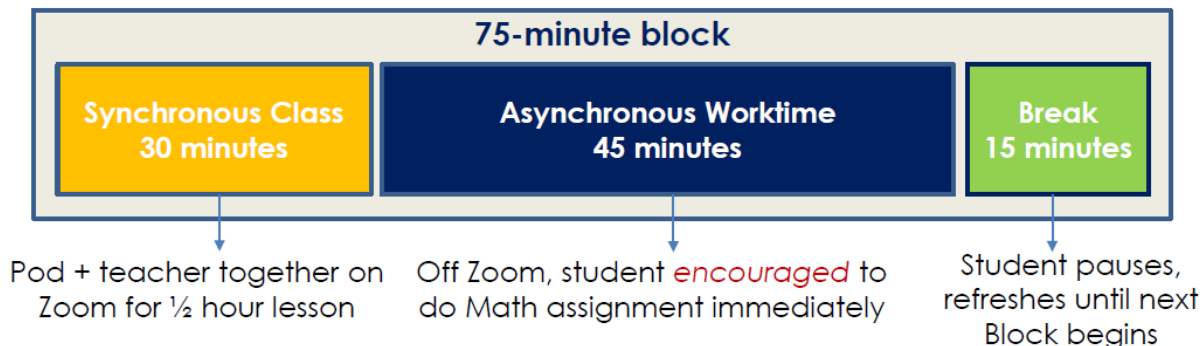 75-minute block
Synchronous Class
30 minutes
Asynchronous Worktime
45 minutes
Break
15 minutes
Pod + teacher together on
Zoom for ½ hour lesson
Off Zoom, student encouraged to
do Math assignment immediately
Student pauses,
refreshes until next
Block begins